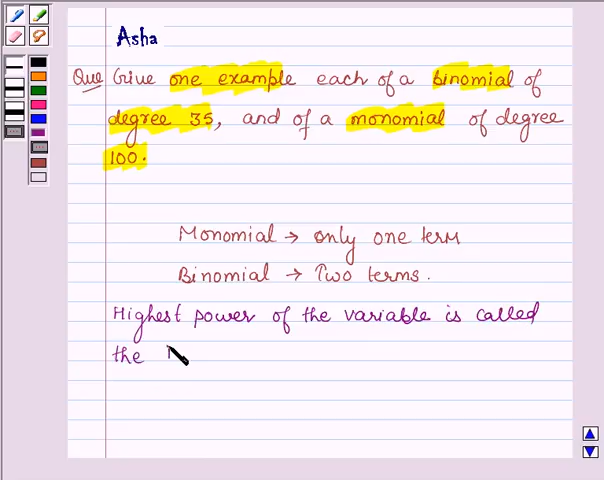 Asha
Que Give one example each of a binomial of
degree 35, and of a monomial of degree
100.
Monomial → only one term
Binomial → Two terms.
Highest power of the variable is called
the